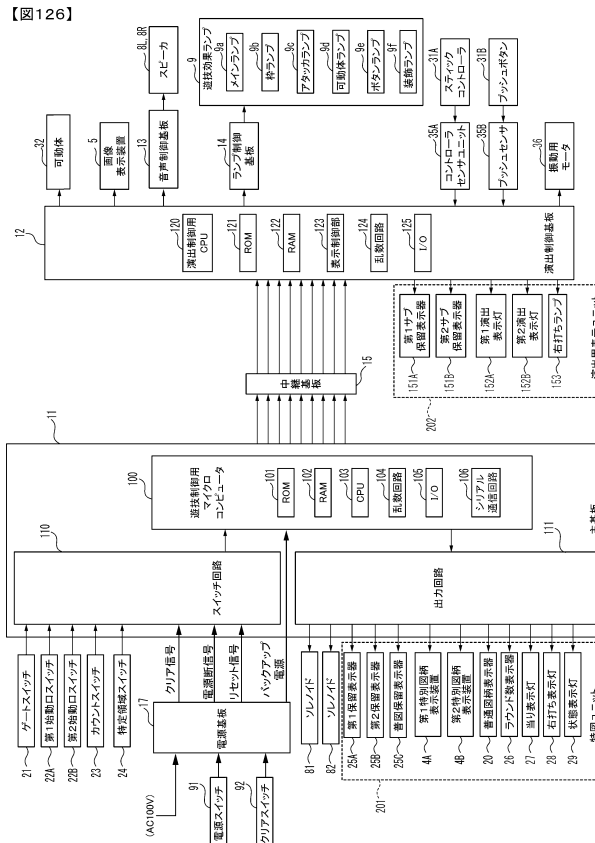 【図126】
32
可動体
5
画像
表示装置
13
音声制御基板
8L, 8R
スピーカ
14
ランプ制御
基板
9
遊技効果ランプ
9a
メインランプ
9b
枠ランプ
9c
アタッカランプ
9d
可動体ランプ
9e
ボタンランプ
9f
装飾ランプ
35A
コントローラ
センサユニット
31A
スティック
コントローラ
35B
プッシュセンサ
31B
プッシュボタン
36
振動用
モータ
12
120
演出制御用
CPU
121
ROM
122
RAM
123
表示制御部
124
乱数回路
125
I/O
演出制御基板
151A
第1サブ
保留表示器
151B
第2サブ
保留表示器
152A
第1演出
表示灯
152B
第2演出
表示灯
153
右打ちランプ
202
中継基板
15
11
100
遊技制御用
マイクロ
コンピュータ
101
ROM
102
RAM
103
CPU
104
乱数回路
105
I/O
106
シリアル
通信回路
主基板
110
スイッチ回路
111
出力回路
21
ゲートスイッチ
22A
第1始動口スイッチ
22B
第2始動口スイッチ
23
カウントスイッチ
24
特定領域スイッチ
クリア信号
電源断信号
リセット信号
バックアップ
電源
17
電源基板
(AC100V)
91
電源スイッチ
92
クリアスイッチ
81
ソレノイド
82
ソレノイド
25A
第1保留表示器
25B
第2保留表示器
25C
普図保留表示器
4A
第1特別図柄
表示装置
4B
第2特別図柄
表示装置
20
普通図柄表示器
26
ラウンド数表示器
27
当り表示灯
28
右打ち表示灯
29
状態表示灯
201